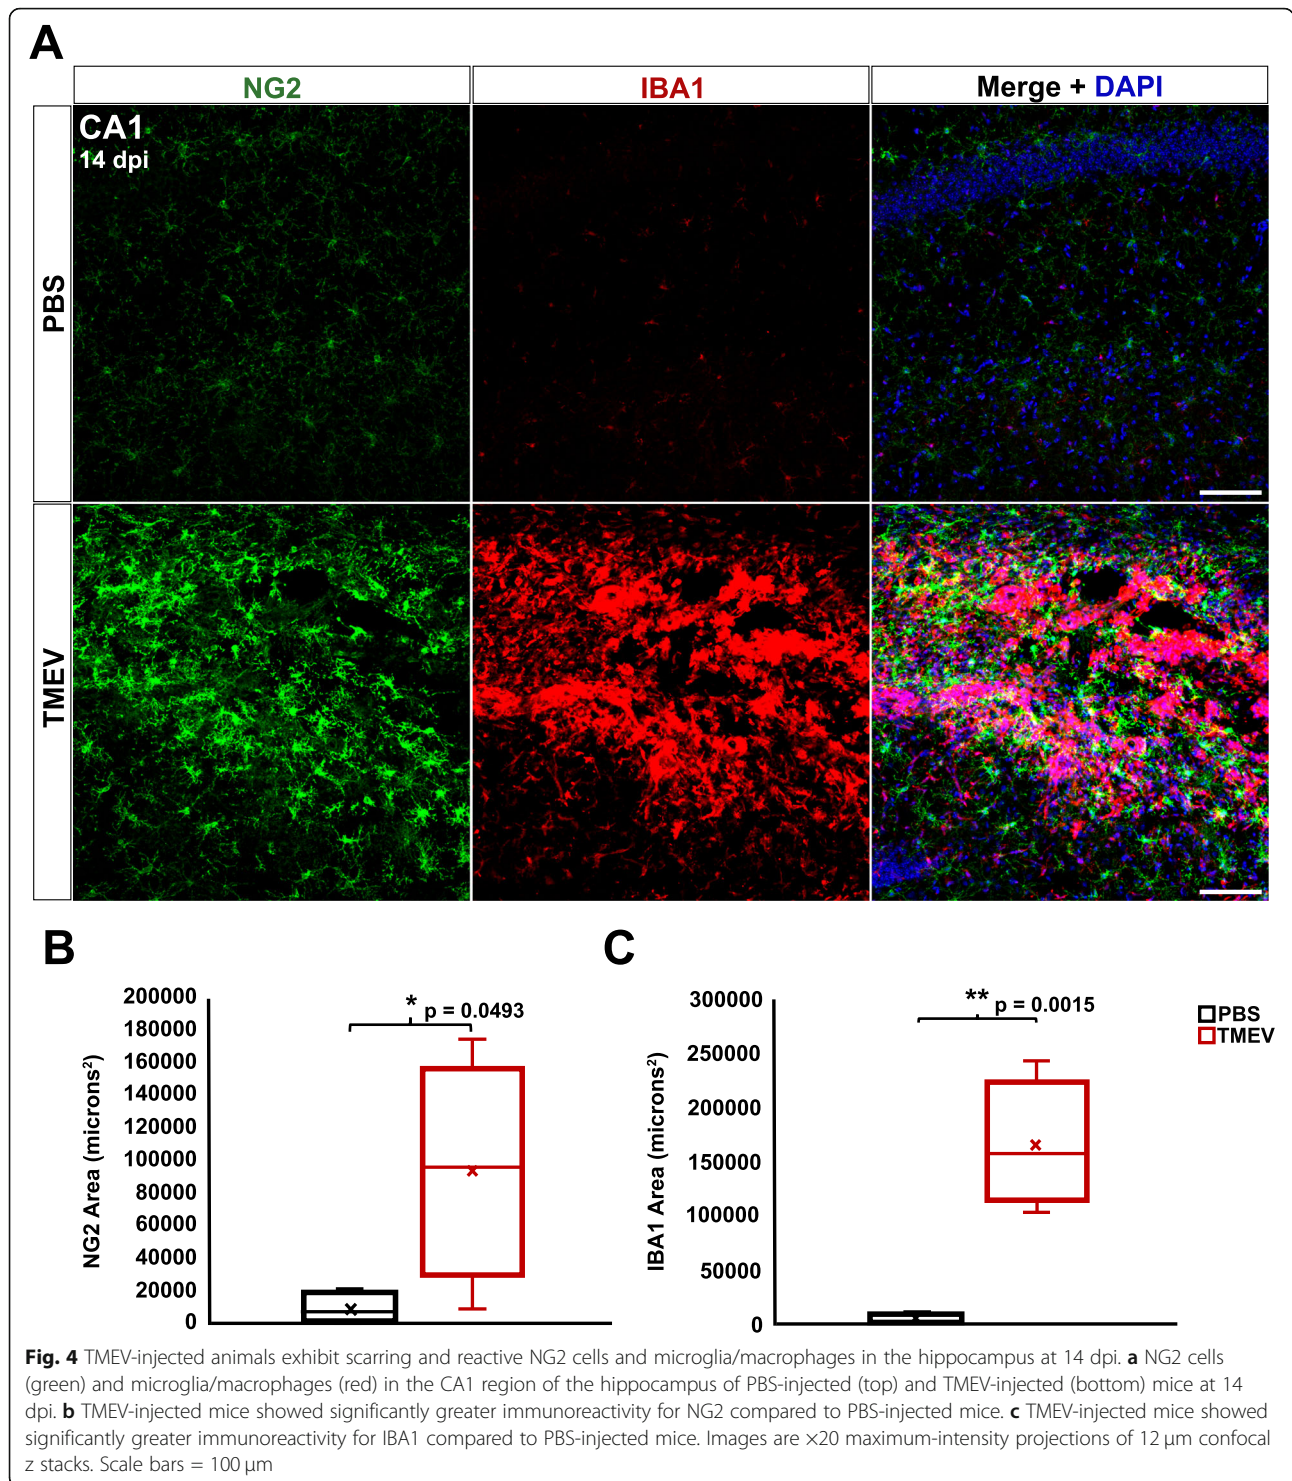 A
NG2
IBA1
Merge + DAPI
PBS
CA1
14 dpi
TMEV
B
NG2 Area (microns²)
200000
180000
160000
140000
120000
100000
80000
60000
40000
20000
0
* p = 0.0493
C
IBA1 Area (microns²)
300000
250000
200000
150000
100000
50000
0
** p = 0.0015
PBS
TMEV
Fig. 4 TMEV-injected animals exhibit scarring and reactive NG2 cells and microglia/macrophages in the hippocampus at 14 dpi. a NG2 cells
(green) and microglia/macrophages (red) in the CA1 region of the hippocampus of PBS-injected (top) and TMEV-injected (bottom) mice at 14
dpi. b TMEV-injected mice showed significantly greater immunoreactivity for NG2 compared to PBS-injected mice. c TMEV-injected mice showed
significantly greater immunoreactivity for IBA1 compared to PBS-injected mice. Images are ×20 maximum-intensity projections of 12 μm confocal
z stacks. Scale bars = 100 μm